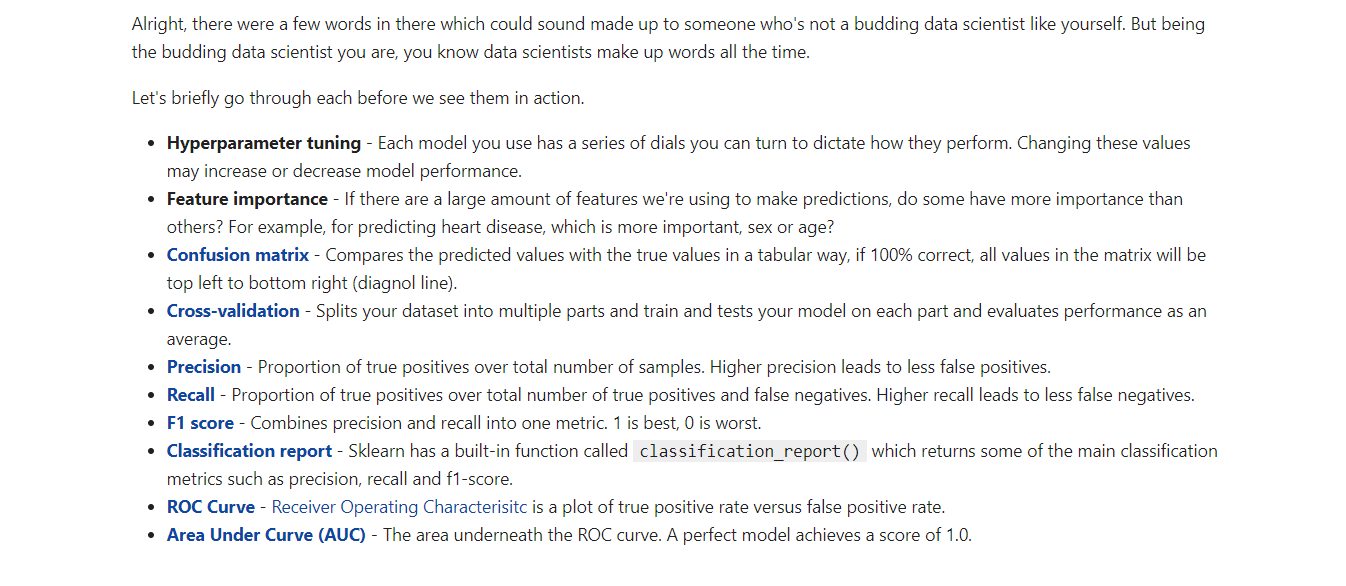 Alright, there were a few words in there which could sound made up to someone who's not a budding data scientist like yourself. But being
the budding data scientist you are, you know data scientists make up words all the time.
Let's briefly go through each before we see them in action.
• Hyperparameter tuning - Each model you use has a series of dials you can turn to dictate how they perform. Changing these values
may increase or decrease model performance.
• Feature importance - If there are a large amount of features we're using to make predictions, do some have more importance than
others? For example, for predicting heart disease, which is more important, sex or age?
• Confusion matrix - Compares the predicted values with the true values in a tabular way, if 100% correct, all values in the matrix will be
top left to bottom right (diagnol line).
• Cross-validation - Splits your dataset into multiple parts and train and tests your model on each part and evaluates performance as an
average.
• Precision - Proportion of true positives over total number of samples. Higher precision leads to less false positives.
• Recall - Proportion of true positives over total number of true positives and false negatives. Higher recall leads to less false negatives.
• F1 score - Combines precision and recall into one metric. 1 is best, 0 is worst.
• Classification report - Sklearn has a built-in function called classification_report() which returns some of the main classification
metrics such as precision, recall and f1-score.
• ROC Curve - Receiver Operating Characterisitc is a plot of true positive rate versus false positive rate.
• Area Under Curve (AUC) - The area underneath the ROC curve. A perfect model achieves a score of 1.0.